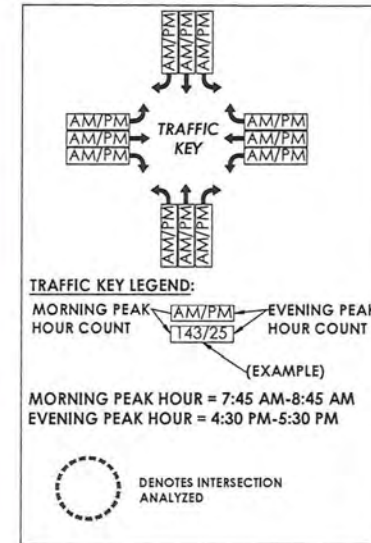 AM/PM AM/PM AM/PM
AM/PM AM/PM
AM/PM AM/PM
AM/PM AM/PM
TRAFFIC
KEY
AM/PM AM/PM AM/PM
TRAFFIC KEY LEGEND:
MORNING PEAK AM/PM EVENING PEAK
HOUR COUNT 143/25 HOUR COUNT
(EXAMPLE)
MORNING PEAK HOUR = 7:45 AM-8:45 AM
EVENING PEAK HOUR = 4:30 PM-5:30 PM
DENOTES INTERSECTION
ANALYZED